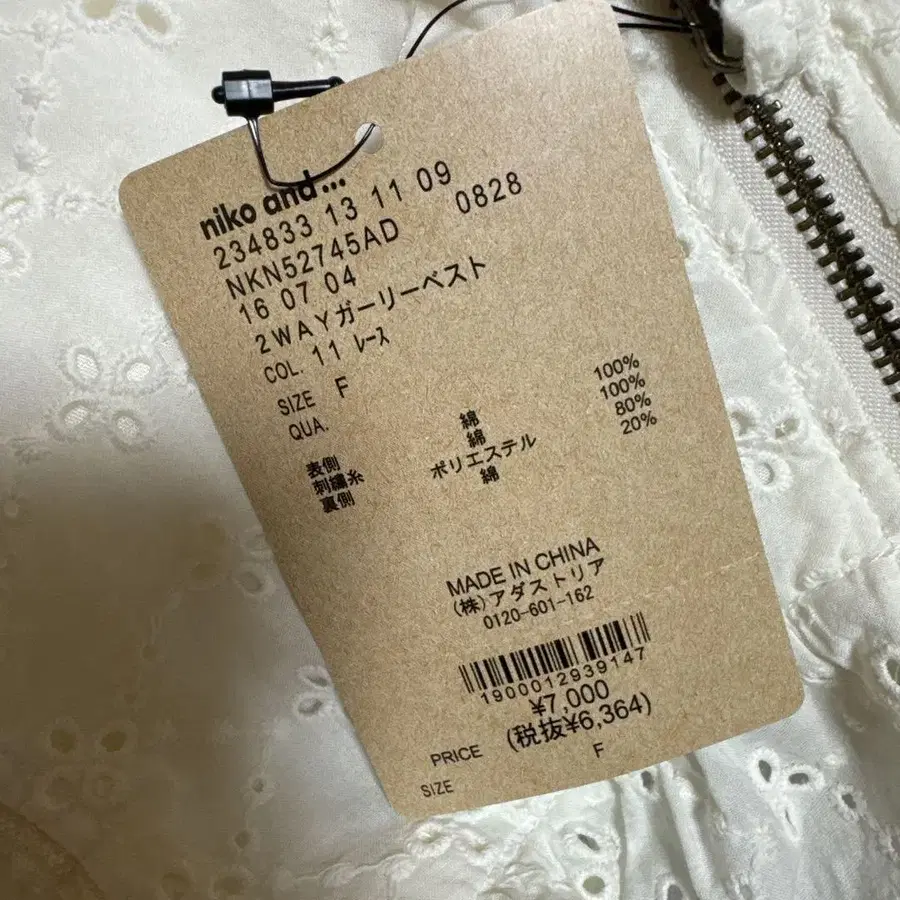 niko and...
234833 13 11 09
NKN52745AD 0828
16 07 04
2WAYガーリーベスト
COL. 11 ﾚｰｽ
SIZE F
QUA.
表側 綿 100%
刺繍糸 綿 100%
裏側 ポリエステル 80%
綿 20%
MADE IN CHINA
(株)アダストリア
0120-601-162
1900012939147
¥7,000
PRICE (税抜¥6,364)
SIZE F